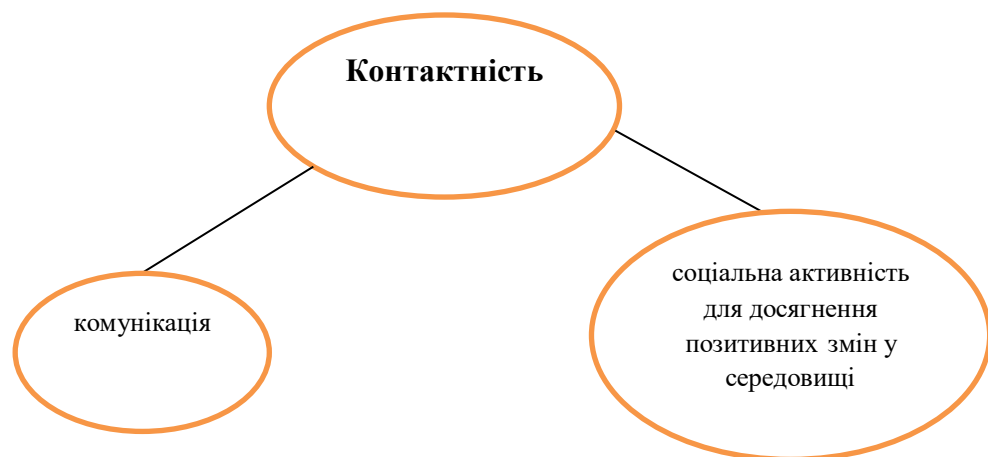 Контактність
комунікація
соціальна активність
для досягнення
позитивних змін у
середовищі